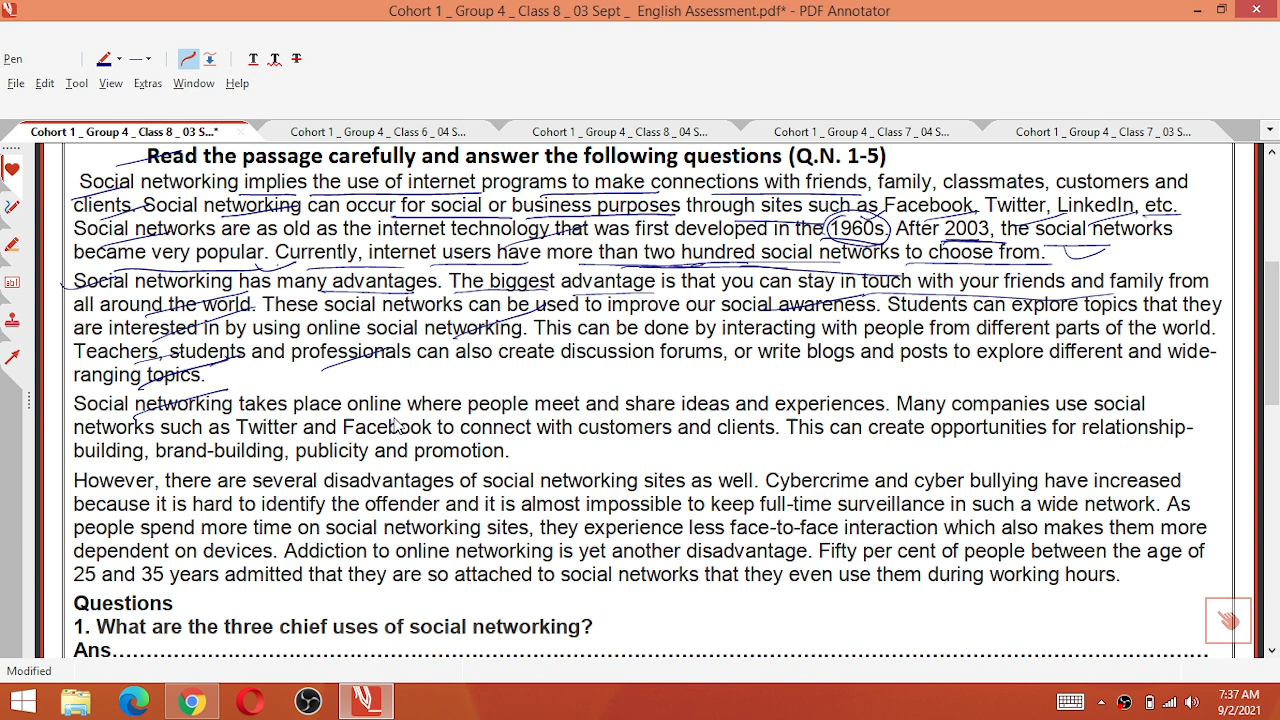 Cohort 1 _ Group 4 _ Class 8 _ 03 Sept _ English Assessment.pdf* - PDF Annotator
Pen
T T T
File Edit Tool View Extras Window Help
Cohort 1 _ Group 4 _ Class 8 _ 03 S...* Cohort 1 _ Group 4 _ Class 6 _ 04 S... Cohort 1 _ Group 4 _ Class 8 _ 04 S... Cohort 1 _ Group 4 _ Class 7 _ 04 S... Cohort 1 _ Group 4 _ Class 7 _ 03 S...
Read the passage carefully and answer the following questions (Q.N. 1-5)
Social networking implies the use of internet programs to make connections with friends, family, classmates, customers and
clients. Social networking can occur for social or business purposes through sites such as Facebook, Twitter, LinkedIn, etc.
Social networks are as old as the internet technology that was first developed in the 1960s. After 2003, the social networks
became very popular. Currently, internet users have more than two hundred social networks to choose from.
Social networking has many advantages. The biggest advantage is that you can stay in touch with your friends and family from
all around the world. These social networks can be used to improve our social awareness. Students can explore topics that they
are interested in by using online social networking. This can be done by interacting with people from different parts of the world.
Teachers, students and professionals can also create discussion forums, or write blogs and posts to explore different and wide-
ranging topics.
Social networking takes place online where people meet and share ideas and experiences. Many companies use social
networks such as Twitter and Facebook to connect with customers and clients. This can create opportunities for relationship-
building, brand-building, publicity and promotion.
However, there are several disadvantages of social networking sites as well. Cybercrime and cyber bullying have increased
because it is hard to identify the offender and it is almost impossible to keep full-time surveillance in such a wide network. As
people spend more time on social networking sites, they experience less face-to-face interaction which also makes them more
dependent on devices. Addiction to online networking is yet another disadvantage. Fifty per cent of people between the age of
25 and 35 years admitted that they are so attached to social networks that they even use them during working hours.
Questions
1. What are the three chief uses of social networking?
Ans....................................................................................................
Modified
7:37 AM
9/2/2021